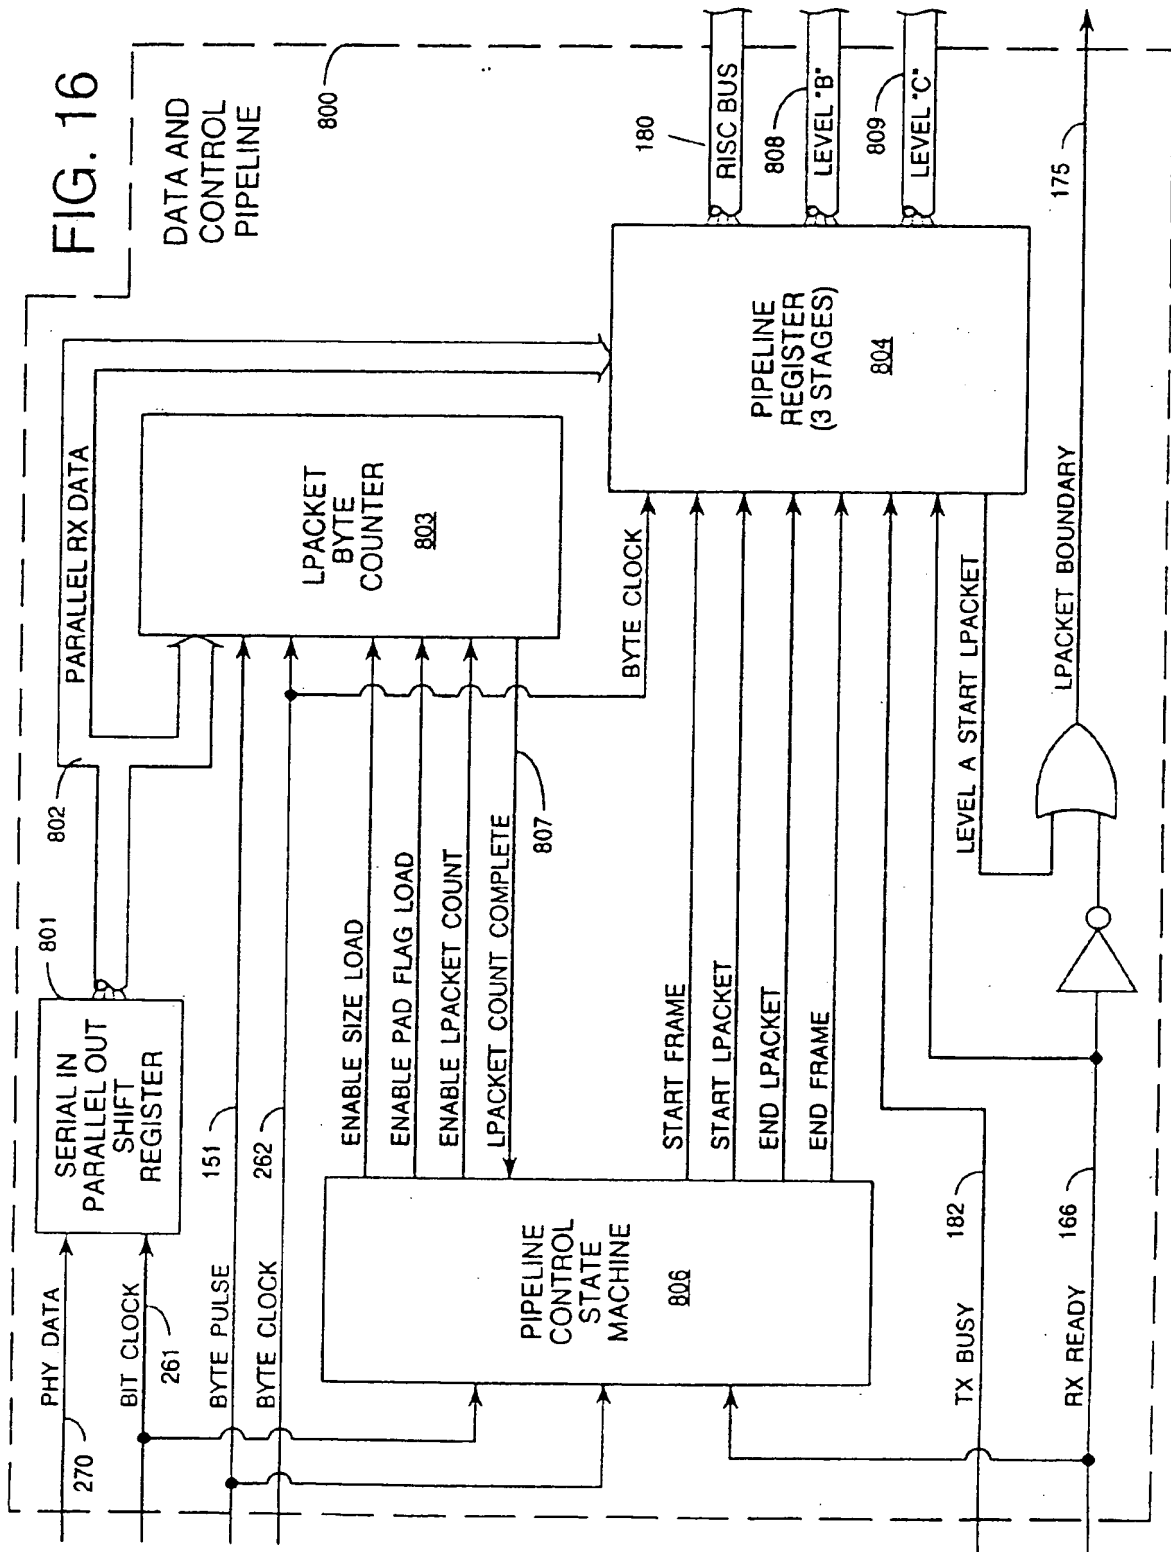 FIG. 16
DATA AND
CONTROL
PIPELINE
800
PHY DATA
270
BIT CLOCK
261
SERIAL IN
PARALLEL OUT
SHIFT
REGISTER
801
802
PARALLEL RX DATA
BYTE PULSE
151
BYTE CLOCK
262
LPACKET
BYTE
COUNTER
803
ENABLE SIZE LOAD
ENABLE PAD FLAG LOAD
ENABLE LPACKET COUNT
LPACKET COUNT COMPLETE
807
BYTE CLOCK
PIPELINE
CONTROL
STATE
MACHINE
806
START FRAME
START LPACKET
END LPACKET
END FRAME
PIPELINE
REGISTER
(3 STAGES)
804
180
RISC BUS
808
LEVEL "B"
809
LEVEL "C"
TX BUSY
182
RX READY
166
LEVEL A START LPACKET
LPACKET BOUNDARY
175